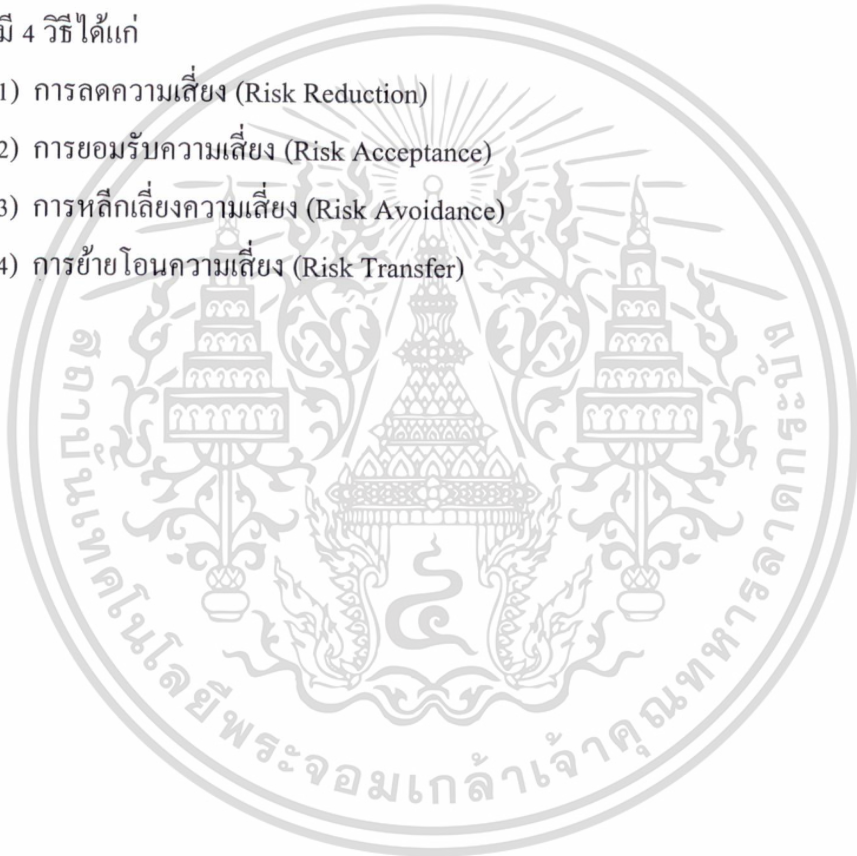 มี 4 วิธีได้แก่
1) การลดความเสี่ยง (Risk Reduction)
2) การยอมรับความเสี่ยง (Risk Acceptance)
3) การหลีกเลี่ยงความเสี่ยง (Risk Avoidance)
4) การย้ายโอนความเสี่ยง (Risk Transfer)
สถาบันเทคโนโลยีพระจอมเกล้าเจ้าคุณทหารลาดกระบัง
๔